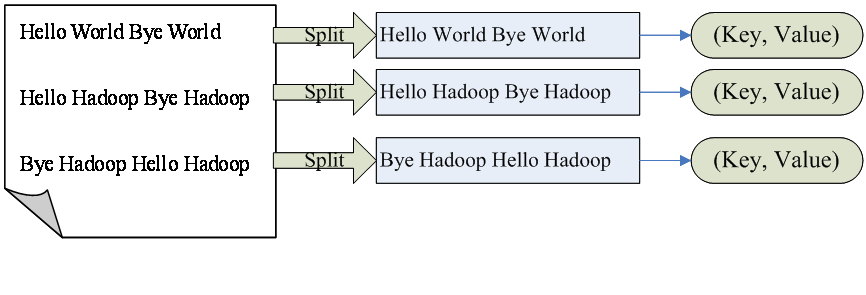 Hello World Bye World
Split
Hello World Bye World
(Key, Value)
Hello Hadoop Bye Hadoop
Split
Hello Hadoop Bye Hadoop
(Key, Value)
Bye Hadoop Hello Hadoop
Split
Bye Hadoop Hello Hadoop
(Key, Value)